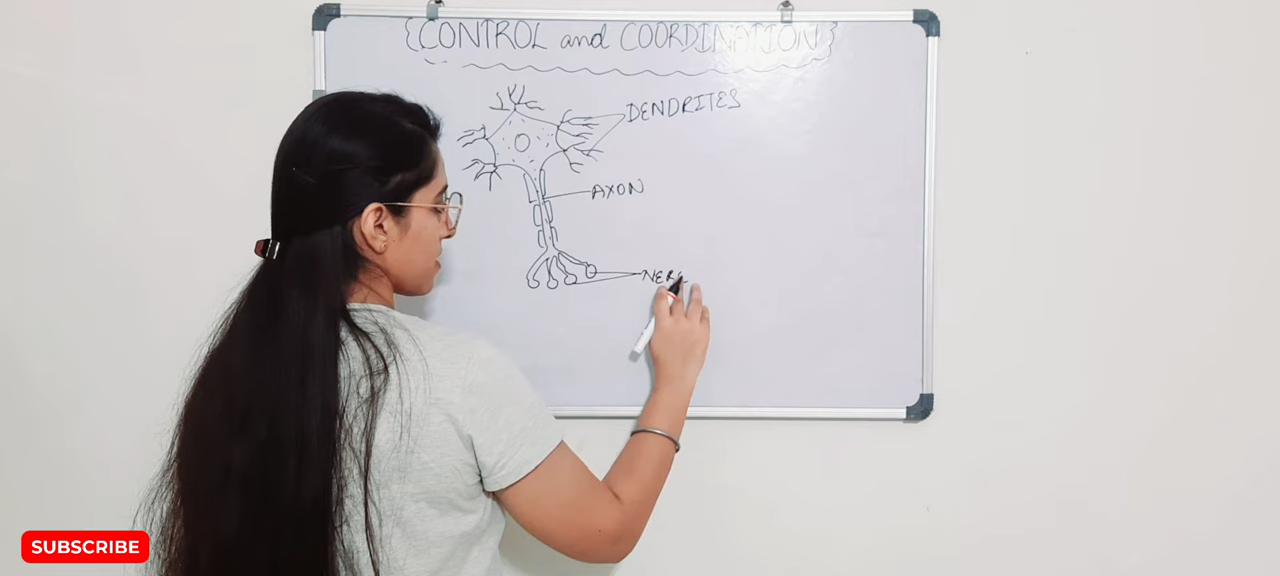 {CONTROL and COORDINATION}
DENDRITES
AXON
SUBSCRIBE